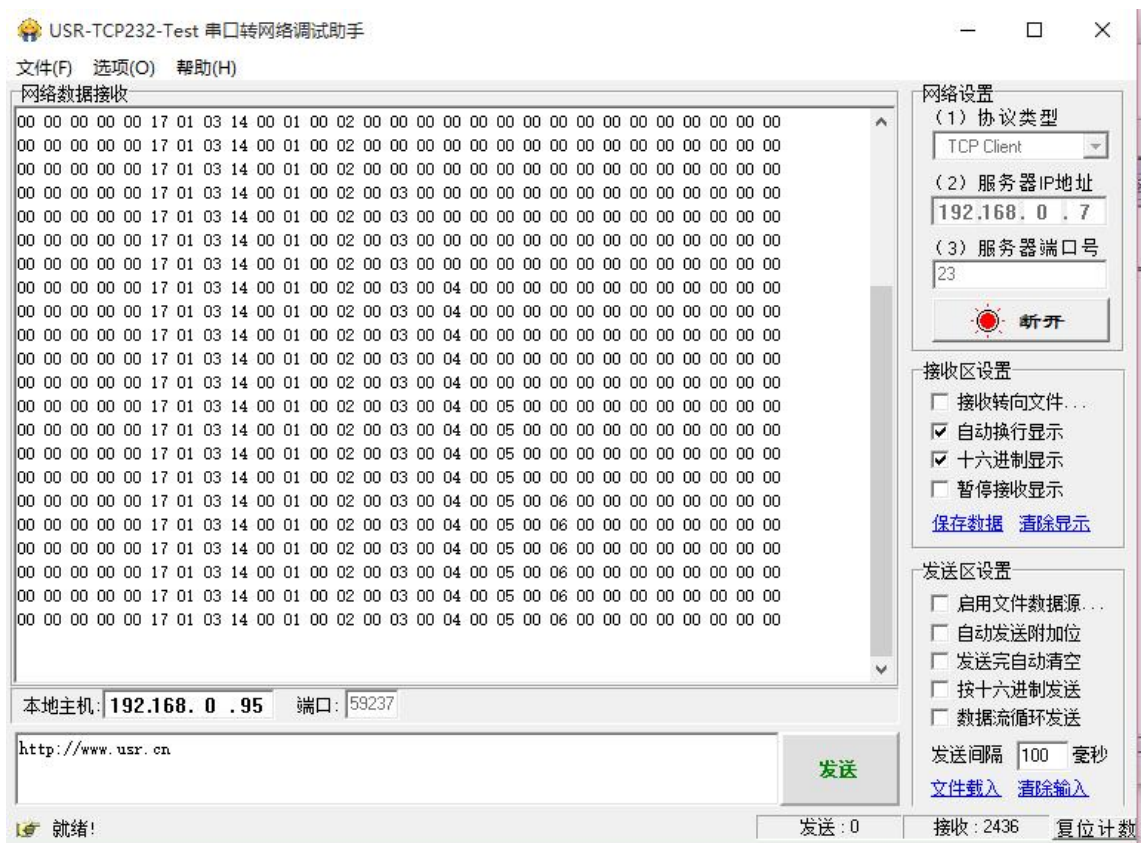 USR-TCP232-Test 串口转网络调试助手
文件(F) 选项(O) 帮助(H)
网络数据接收
00 00 00 00 00 17 01 03 14 00 01 00 02 00 00 00 00 00 00 00 00 00 00 00 00 00 00 00 00
00 00 00 00 00 17 01 03 14 00 01 00 02 00 00 00 00 00 00 00 00 00 00 00 00 00 00 00 00
00 00 00 00 00 17 01 03 14 00 01 00 02 00 00 00 00 00 00 00 00 00 00 00 00 00 00 00 00
00 00 00 00 00 17 01 03 14 00 01 00 02 00 03 00 00 00 00 00 00 00 00 00 00 00 00 00 00
00 00 00 00 00 17 01 03 14 00 01 00 02 00 03 00 00 00 00 00 00 00 00 00 00 00 00 00 00
00 00 00 00 00 17 01 03 14 00 01 00 02 00 03 00 00 00 00 00 00 00 00 00 00 00 00 00 00
00 00 00 00 00 17 01 03 14 00 01 00 02 00 03 00 00 00 00 00 00 00 00 00 00 00 00 00 00
00 00 00 00 00 17 01 03 14 00 01 00 02 00 03 00 04 00 00 00 00 00 00 00 00 00 00 00 00
00 00 00 00 00 17 01 03 14 00 01 00 02 00 03 00 04 00 00 00 00 00 00 00 00 00 00 00 00
00 00 00 00 00 17 01 03 14 00 01 00 02 00 03 00 04 00 00 00 00 00 00 00 00 00 00 00 00
00 00 00 00 00 17 01 03 14 00 01 00 02 00 03 00 04 00 00 00 00 00 00 00 00 00 00 00 00
00 00 00 00 00 17 01 03 14 00 01 00 02 00 03 00 04 00 00 00 00 00 00 00 00 00 00 00 00
00 00 00 00 00 17 01 03 14 00 01 00 02 00 03 00 04 00 05 00 00 00 00 00 00 00 00 00 00
00 00 00 00 00 17 01 03 14 00 01 00 02 00 03 00 04 00 05 00 00 00 00 00 00 00 00 00 00
00 00 00 00 00 17 01 03 14 00 01 00 02 00 03 00 04 00 05 00 00 00 00 00 00 00 00 00 00
00 00 00 00 00 17 01 03 14 00 01 00 02 00 03 00 04 00 05 00 00 00 00 00 00 00 00 00 00
00 00 00 00 00 17 01 03 14 00 01 00 02 00 03 00 04 00 05 00 06 00 00 00 00 00 00 00 00
00 00 00 00 00 17 01 03 14 00 01 00 02 00 03 00 04 00 05 00 06 00 00 00 00 00 00 00 00
00 00 00 00 00 17 01 03 14 00 01 00 02 00 03 00 04 00 05 00 06 00 00 00 00 00 00 00 00
00 00 00 00 00 17 01 03 14 00 01 00 02 00 03 00 04 00 05 00 06 00 00 00 00 00 00 00 00
00 00 00 00 00 17 01 03 14 00 01 00 02 00 03 00 04 00 05 00 06 00 00 00 00 00 00 00 00
00 00 00 00 00 17 01 03 14 00 01 00 02 00 03 00 04 00 05 00 06 00 00 00 00 00 00 00 00
本地主机: 192.168. 0 .95 端口: 59237
http://www.usr.cn
发送
就绪!
发送 : 0
接收 : 2436
复位计数
网络设置
(1) 协议类型
TCP Client
(2) 服务器IP地址
192.168. 0 . 7
(3) 服务器端口号
23
断开
接收区设置
接收转向文件...
自动换行显示
十六进制显示
暂停接收显示
保存数据 清除显示
发送区设置
启用文件数据源...
自动发送附加位
发送完自动清空
按十六进制发送
数据流循环发送
发送间隔 100 毫秒
文件载入 清除输入